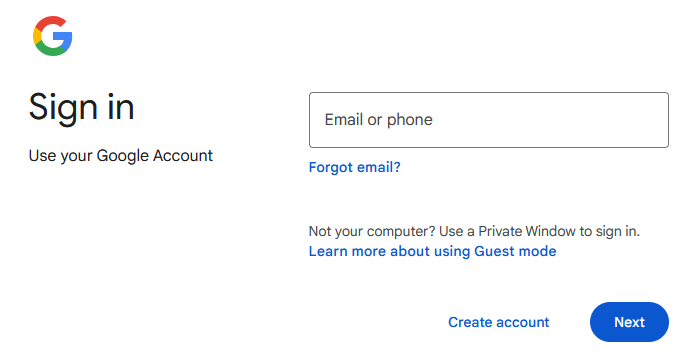 Sign in
Use your Google Account
Email or phone
Forgot email?
Not your computer? Use a Private Window to sign in.
Learn more about using Guest mode
Create account
Next